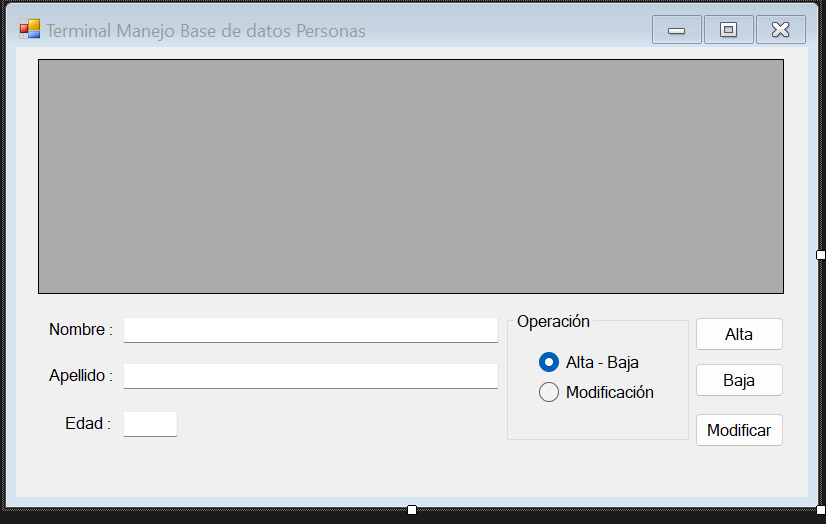 Terminal Manejo Base de datos Personas
Nombre :
Apellido :
Edad :
Operación
Alta - Baja
Modificación
Alta
Baja
Modificar